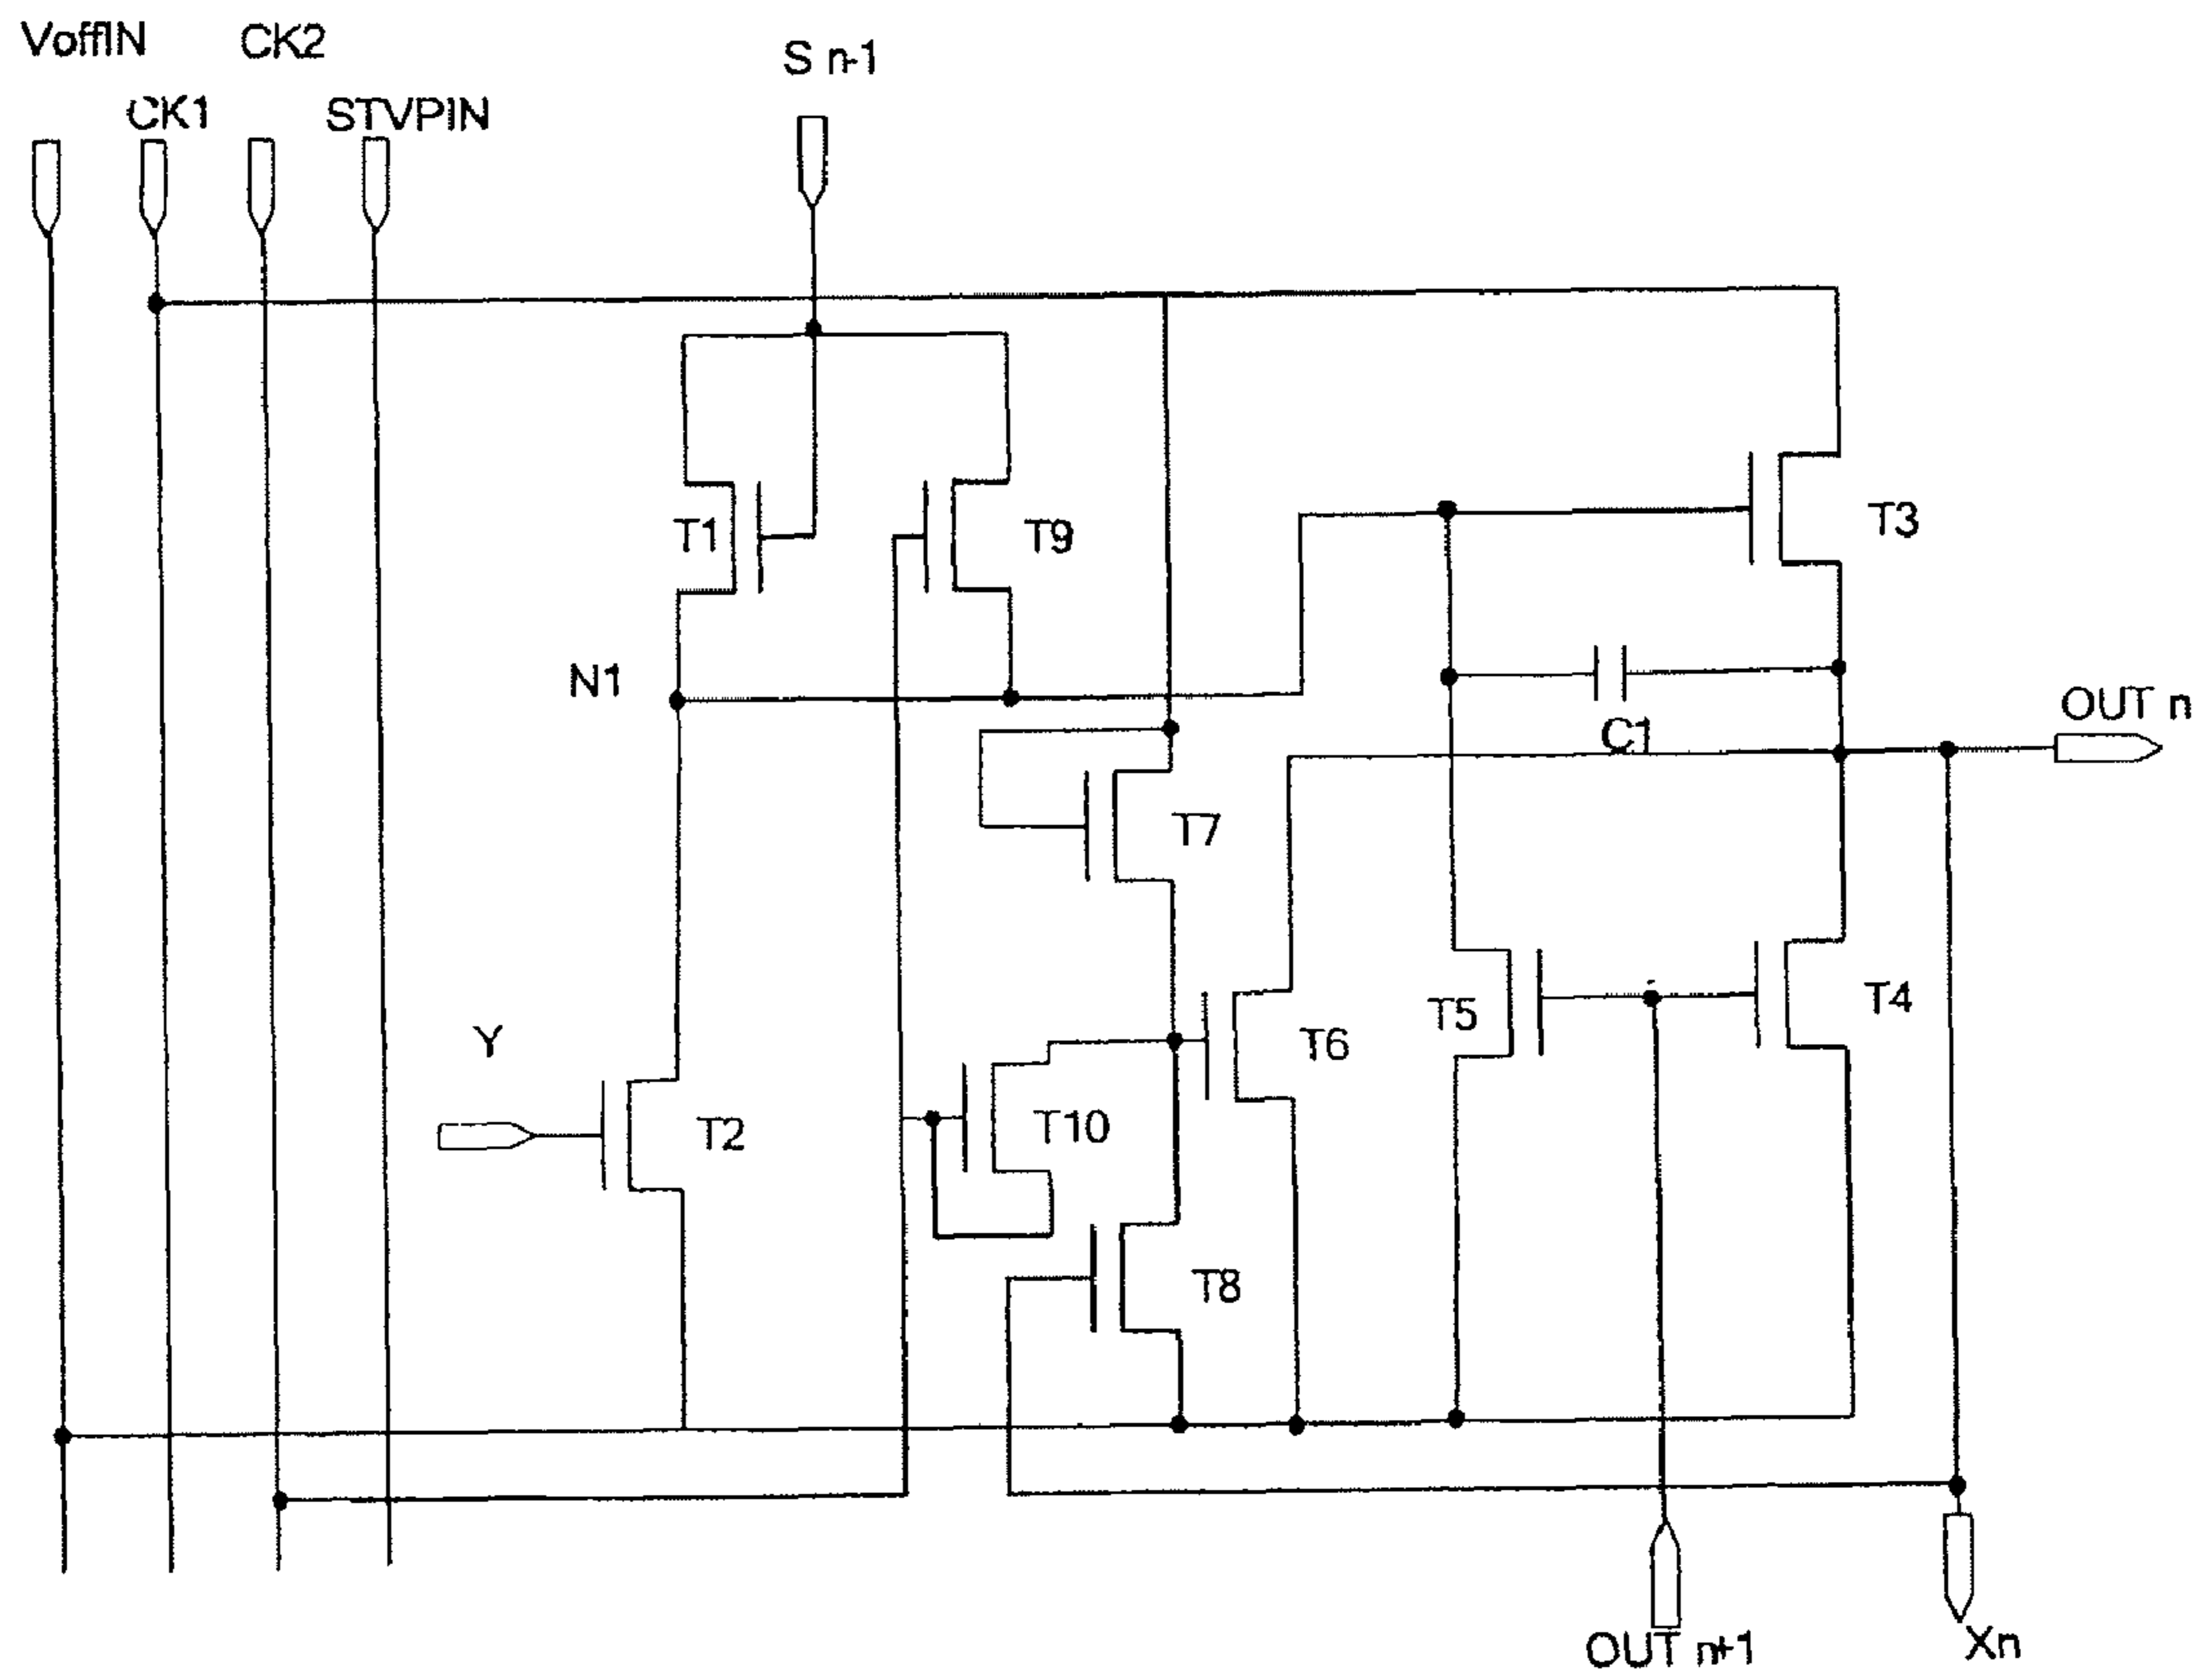 VoffIN
CK2
S n-1
CK1
STVPIN
T1
T9
T3
N1
OUT n
C1
T7
T5
T4
Y
T6
T2
T10
T8
OUT n+1
Xn